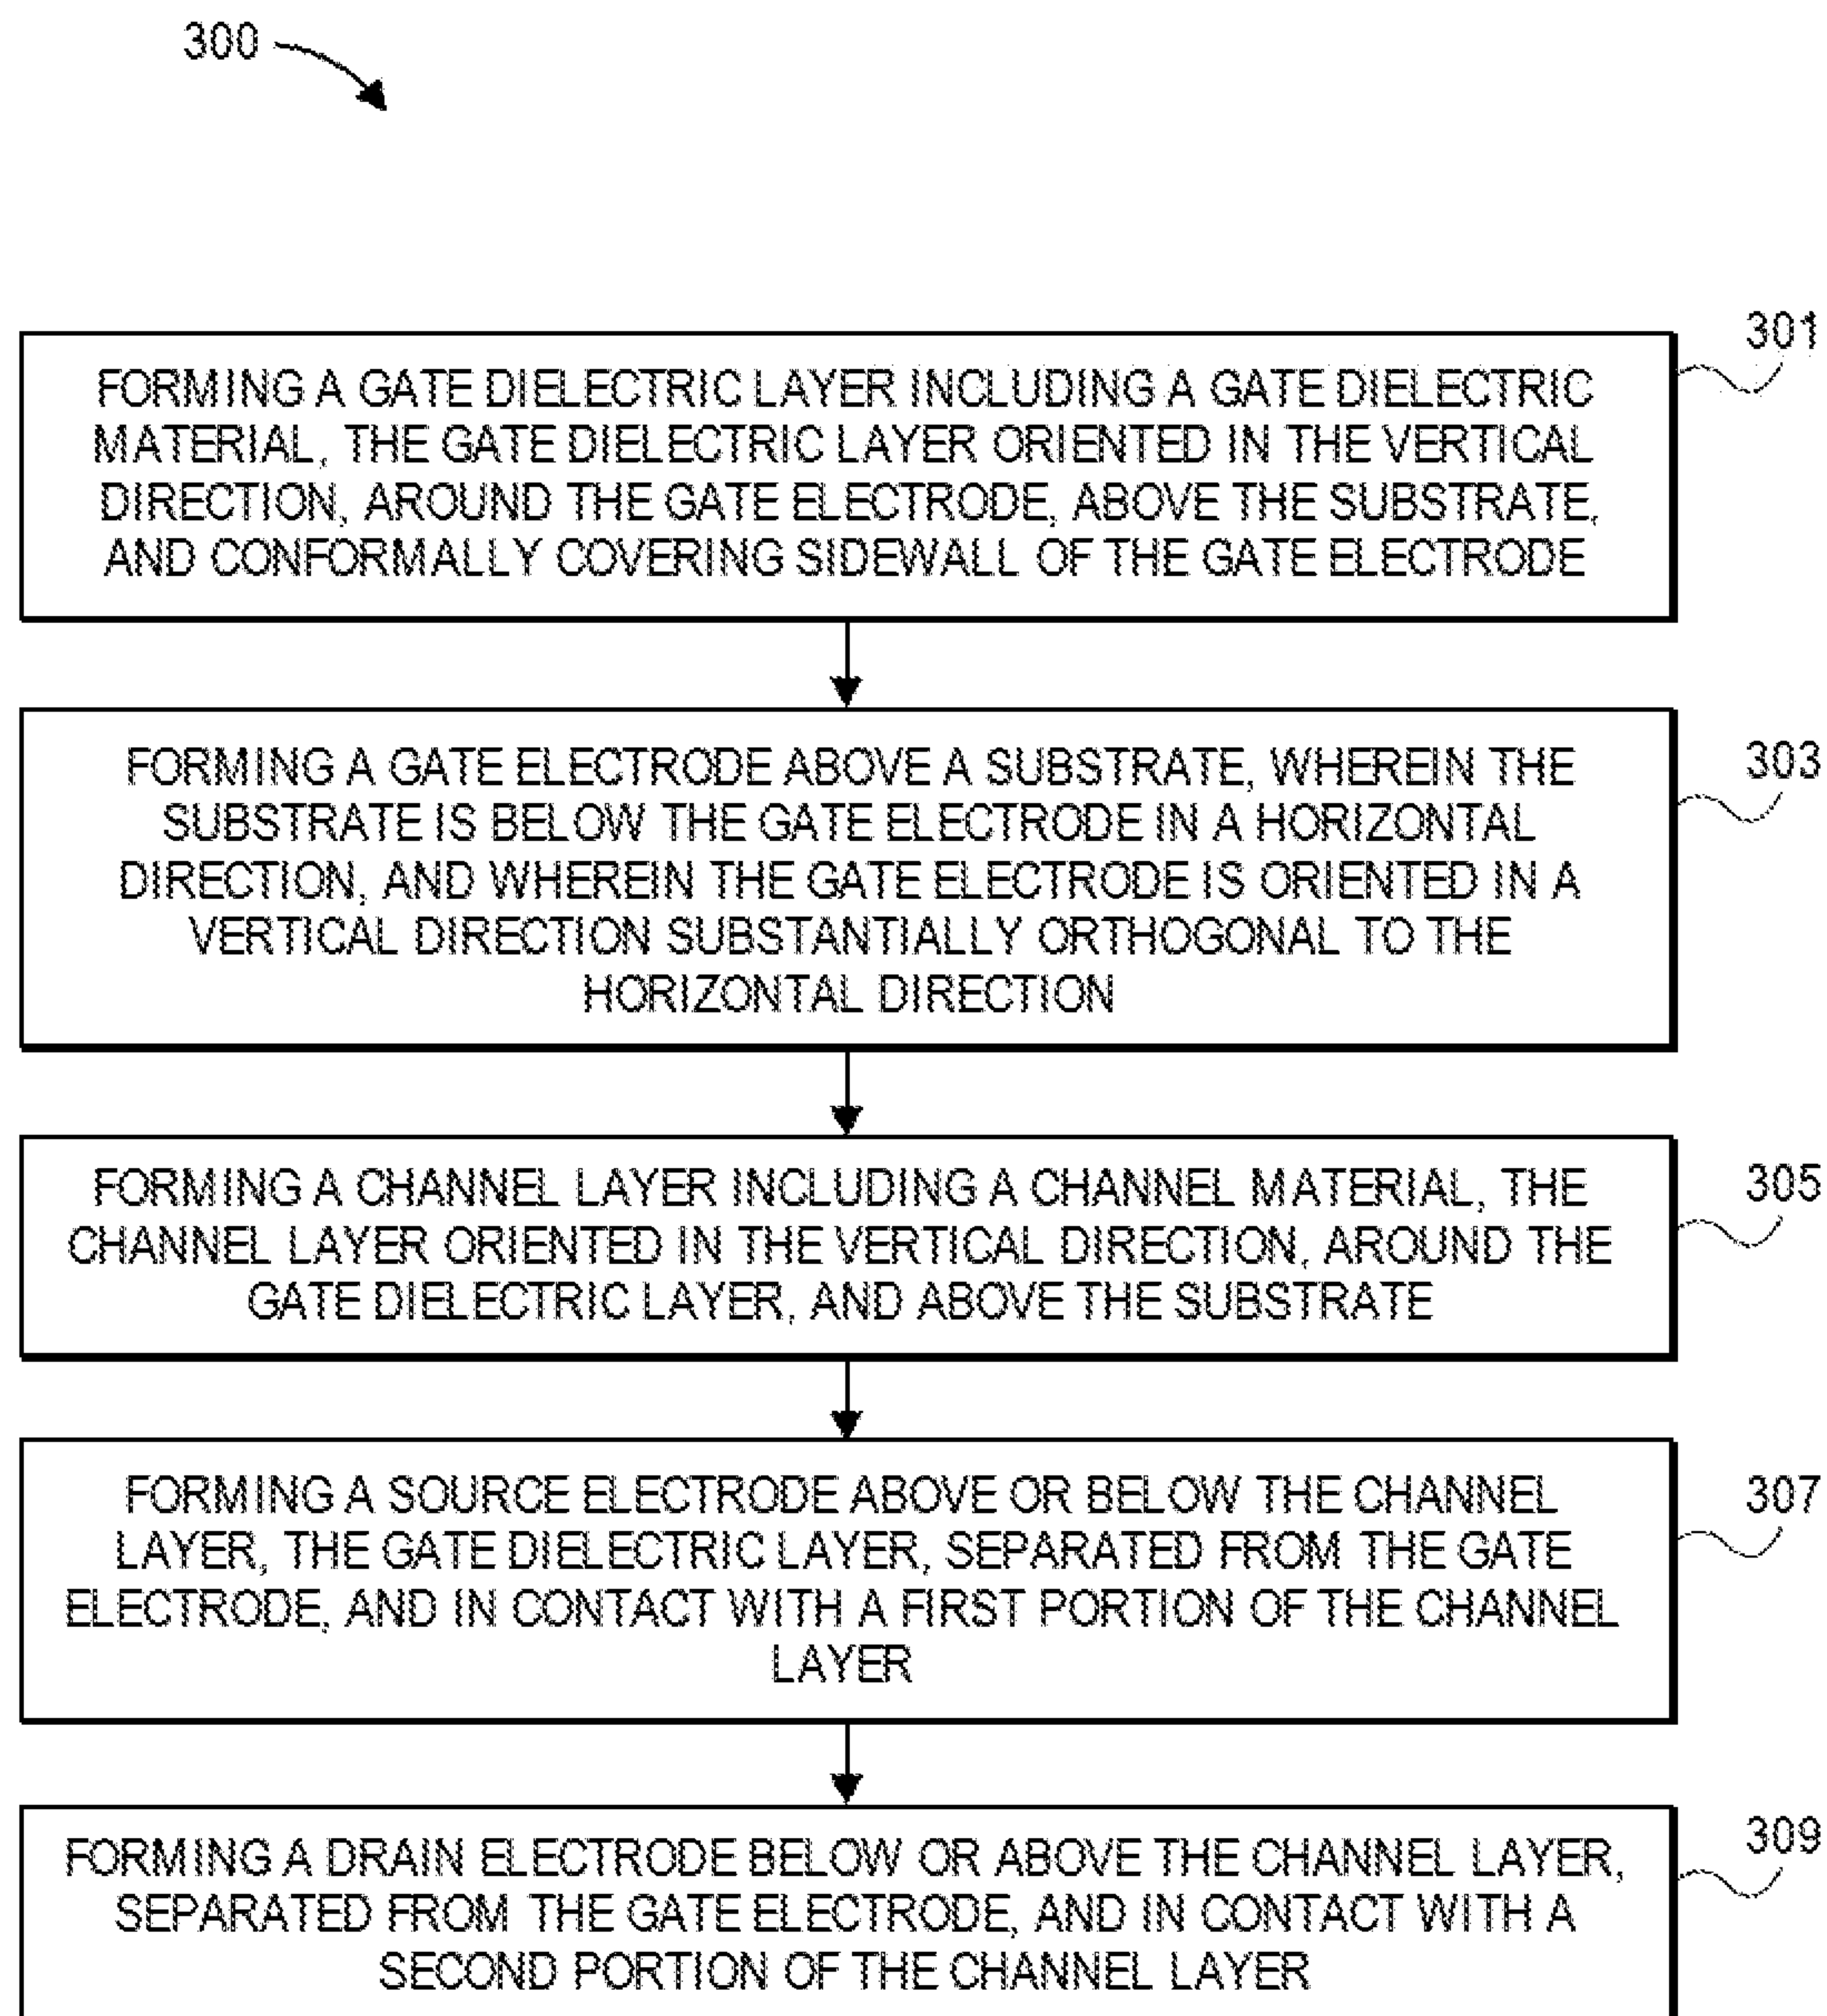 300
301
FORMING A GATE DIELECTRIC LAYER INCLUDING A GATE DIELECTRIC
MATERIAL, THE GATE DIELECTRIC LAYER ORIENTED IN THE VERTICAL
DIRECTION, AROUND THE GATE ELECTRODE, ABOVE THE SUBSTRATE,
AND CONFORMALLY COVERING SIDEWALL OF THE GATE ELECTRODE
303
FORMING A GATE ELECTRODE ABOVE A SUBSTRATE, WHEREIN THE
SUBSTRATE IS BELOW THE GATE ELECTRODE IN A HORIZONTAL
DIRECTION, AND WHEREIN THE GATE ELECTRODE IS ORIENTED IN A
VERTICAL DIRECTION SUBSTANTIALLY ORTHOGONAL TO THE
HORIZONTAL DIRECTION
305
FORMING A CHANNEL LAYER INCLUDING A CHANNEL MATERIAL, THE
CHANNEL LAYER ORIENTED IN THE VERTICAL DIRECTION, AROUND THE
GATE DIELECTRIC LAYER, AND ABOVE THE SUBSTRATE
307
FORMING A SOURCE ELECTRODE ABOVE OR BELOW THE CHANNEL
LAYER, THE GATE DIELECTRIC LAYER, SEPARATED FROM THE GATE
ELECTRODE, AND IN CONTACT WITH A FIRST PORTION OF THE CHANNEL
LAYER
309
FORMING A DRAIN ELECTRODE BELOW OR ABOVE THE CHANNEL LAYER,
SEPARATED FROM THE GATE ELECTRODE, AND IN CONTACT WITH A
SECOND PORTION OF THE CHANNEL LAYER